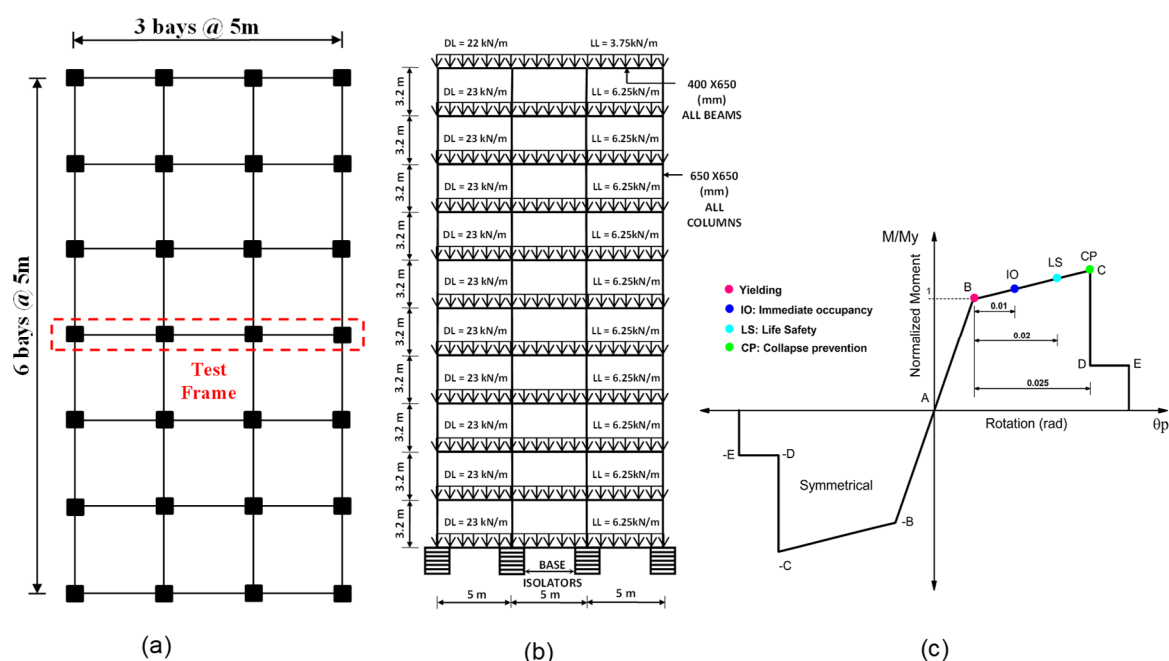 3 bays @ 5m
6 bays @ 5m
Test
Frame
(a)
DL = 22 kN/m
LL = 3.75kN/m
3.2 m
DL = 23 kN/m
LL = 6.25kN/m
3.2 m
DL = 23 kN/m
LL = 6.25kN/m
3.2 m
DL = 23 kN/m
LL = 6.25kN/m
3.2 m
DL = 23 kN/m
LL = 6.25kN/m
3.2 m
DL = 23 kN/m
LL = 6.25kN/m
3.2 m
DL = 23 kN/m
LL = 6.25kN/m
3.2 m
DL = 23 kN/m
LL = 6.25kN/m
3.2 m
DL = 23 kN/m
LL = 6.25kN/m
3.2 m
DL = 23 kN/m
LL = 6.25kN/m
3.2 m
DL = 23 kN/m
LL = 6.25kN/m
400 X650
(mm)
ALL BEAMS
650 X650
(mm)
ALL
COLUMNS
BASE
ISOLATORS
5 m
5 m
5 m
(b)
M/My
Normalized Moment
1
Yielding
IO: Immediate occupancy
LS: Life Safety
CP: Collapse prevention
A
B
IO
LS
CP
C
D
E
0.01
0.02
0.025
Rotation (rad)
θp
-E
-D
Symmetrical
-B
-C
(c)